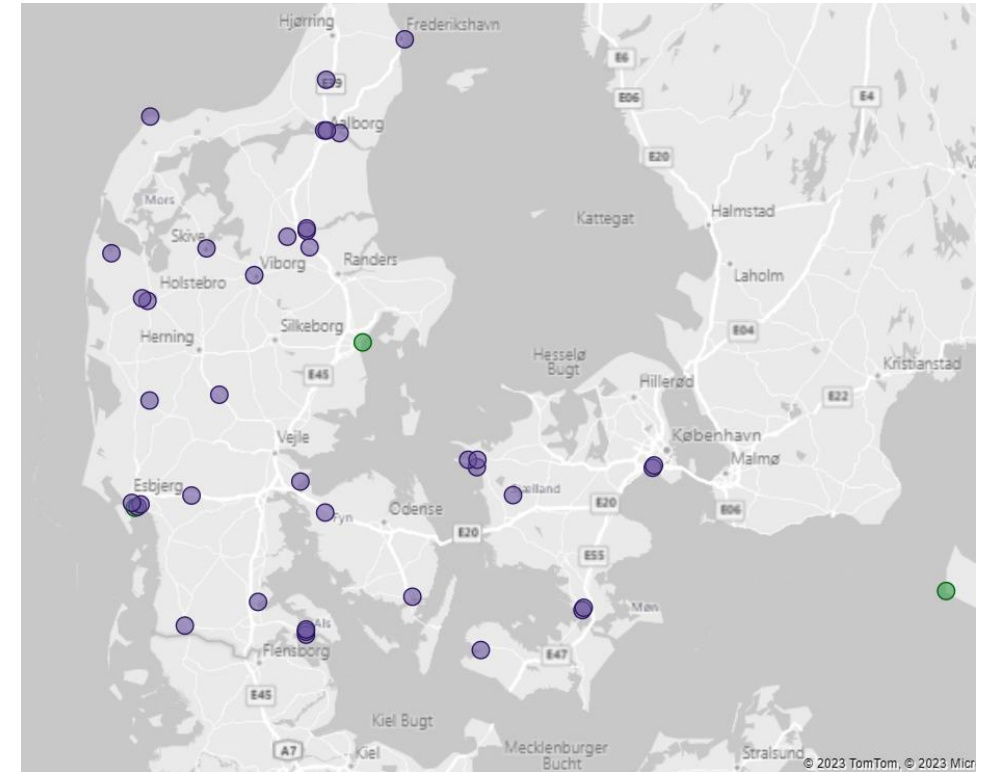 Hjørring
Frederikshavn
E6
E39
E06
E4
Aalborg
E20
Mors
Kattegat
Halmstad
Skive
Viborg
Randers
Laholm
Holstebro
Silkeborg
E04
Herning
Hesselø
Bugt
Kristianstad
E45
Hillerød
E22
Vejle
København
Malmø
Esbjerg
Sjælland
E20
E06
Fyn
Odense
E20
E55
Møn
Als
Flensborg
E47
E45
Kiel Bugt
A7
Kiel
Mecklenburger
Bucht
Stralsund
© 2023 TomTom, © 2023 Micr